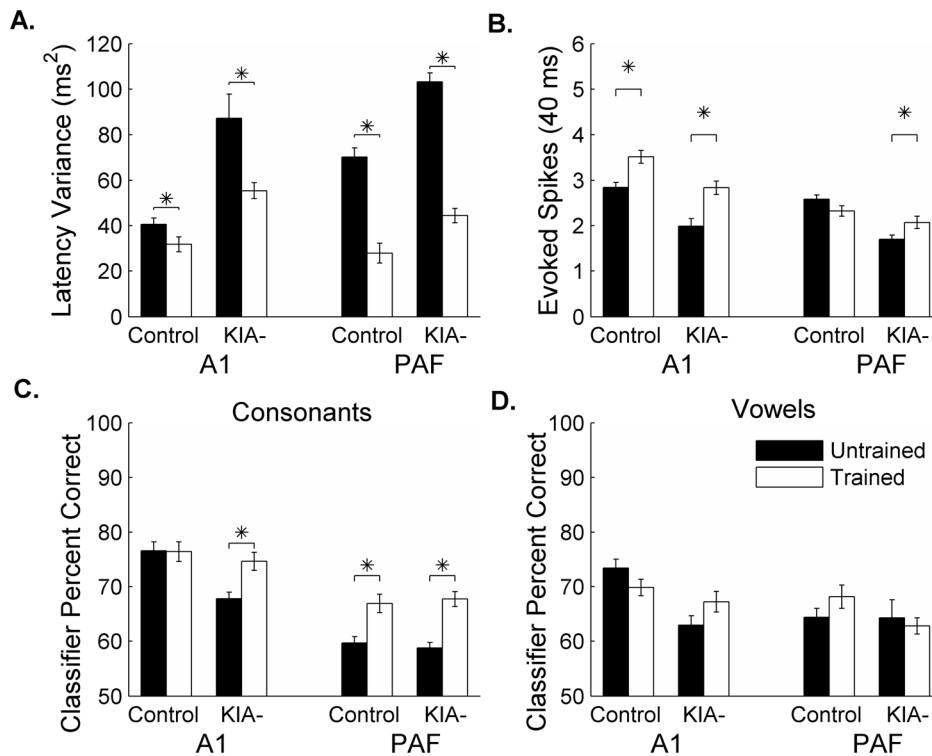 A.
Latency Variance (ms²)
120
100
80
60
40
20
0
* * * *
Control KIA- Control KIA-
A1 PAF
B.
Evoked Spikes (40 ms)
6
5
4
3
2
1
0
* * *
Control KIA- Control KIA-
A1 PAF
C.
Consonants
Classifier Percent Correct
100
90
80
70
60
50
* * *
Control KIA- Control KIA-
A1 PAF
D.
Vowels
Classifier Percent Correct
100
90
80
70
60
50
Untrained
Trained
Control KIA- Control KIA-
A1 PAF